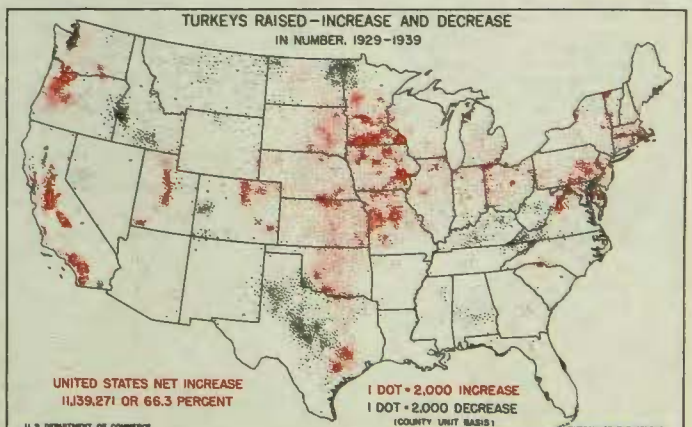 TURKEYS RAISED-INCREASE AND DECREASE
IN NUMBER, 1929-1939
UNITED STATES NET INCREASE
11,139,271 OR 66.3 PERCENT
1 DOT = 2,000 INCREASE
1 DOT = 2,000 DECREASE
(COUNTY UNIT BASIS)
U.S. DEPARTMENT OF COMMERCE